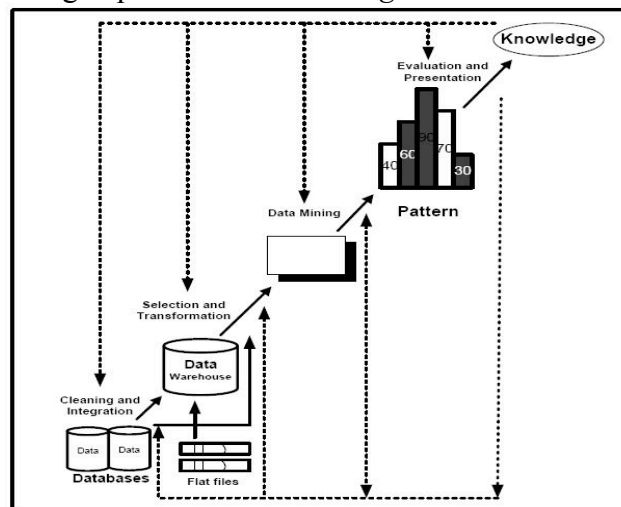 Knowledge
Evaluation and
Presentation
40
60
90
70
30
Pattern
Data Mining
Selection and
Transformation
Data
Warehouse
Cleaning and
Integration
Data
Data
Databases
Flat files